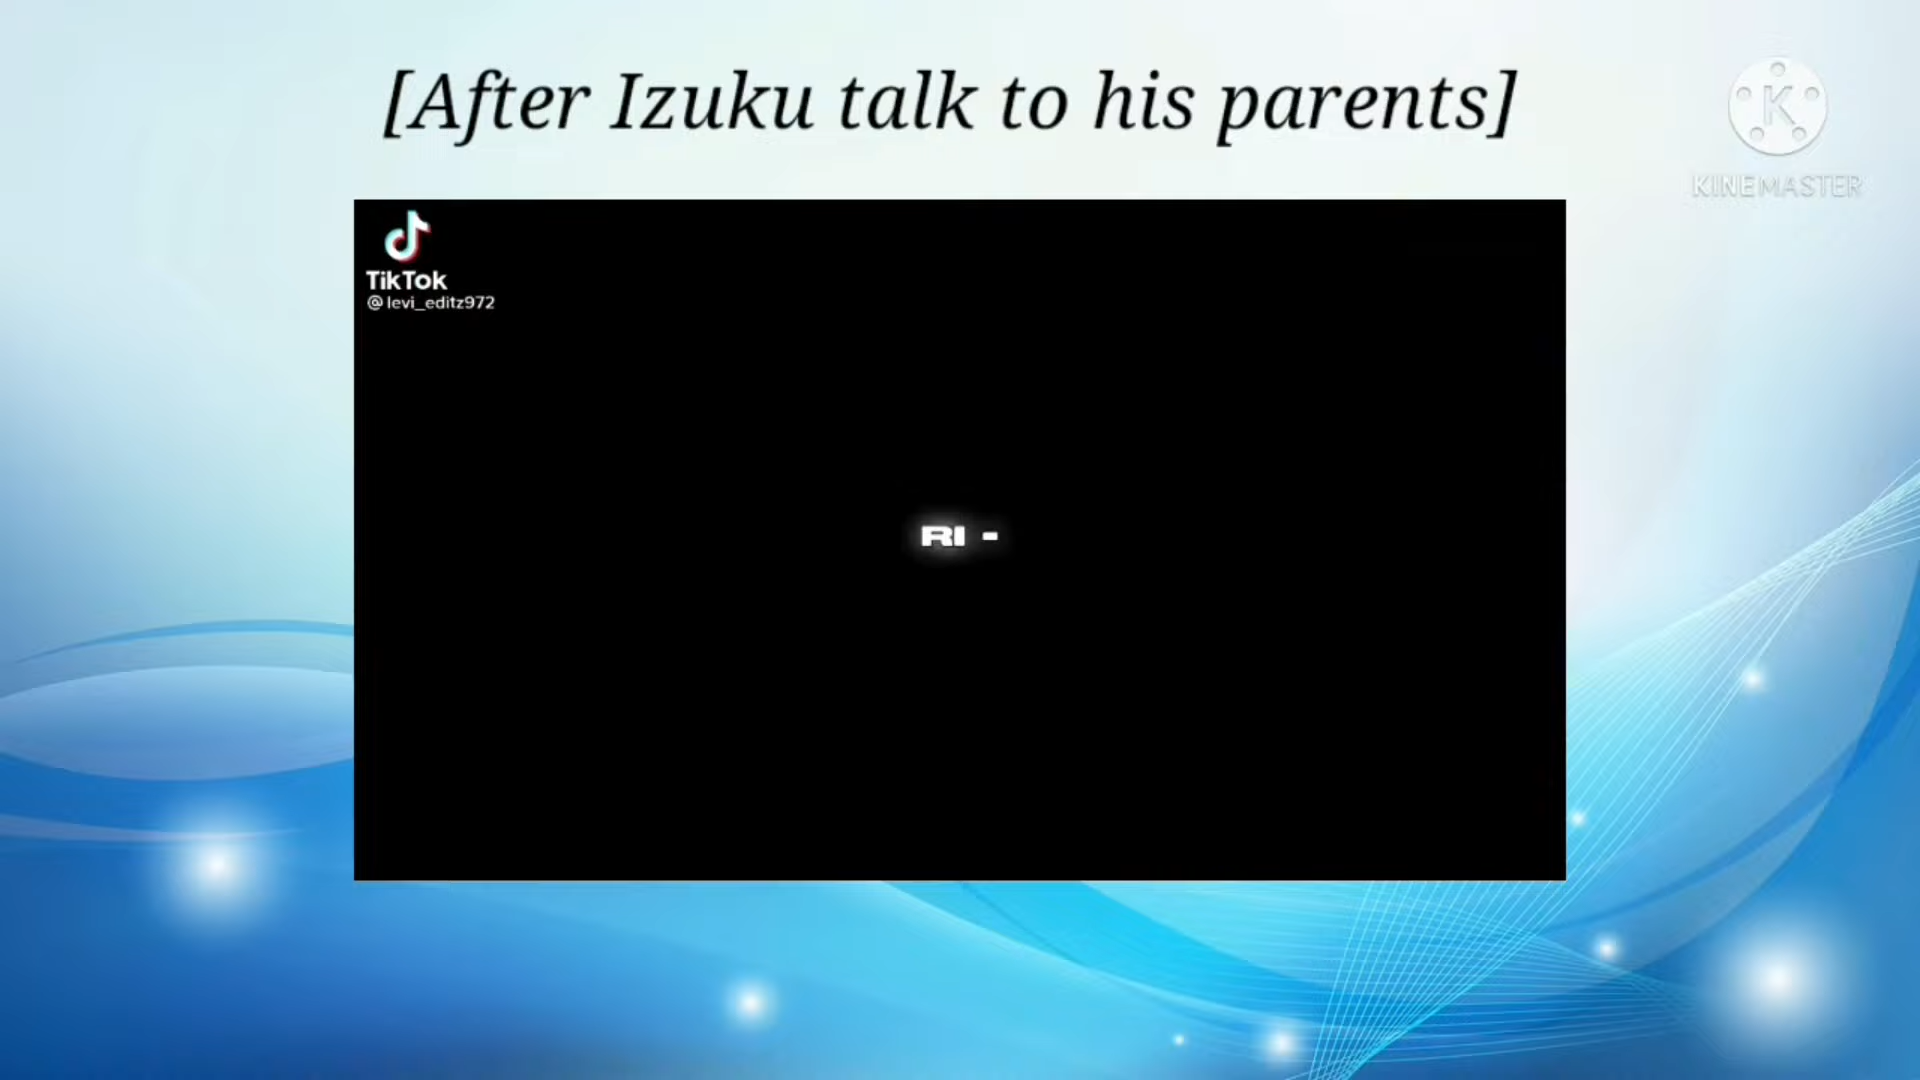 [After Izuku talk to his parents]
K
KINEMASTER
TikTok
@levi_editz972
RI -